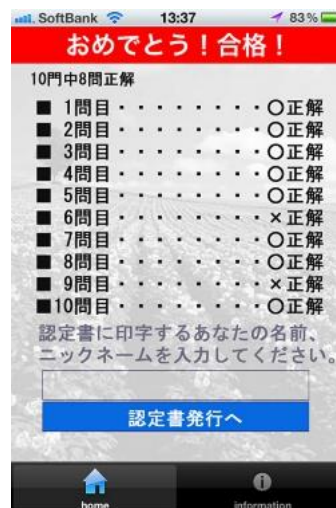 SoftBank 13:37 83%
おめでとう！合格！
10門中8問正解
■ 1問目・・・・・・・・○正解
■ 2問目・・・・・・・・○正解
■ 3問目・・・・・・・・○正解
■ 4問目・・・・・・・・○正解
■ 5問目・・・・・・・・○正解
■ 6問目・・・・・・・・×正解
■ 7問目・・・・・・・・○正解
■ 8問目・・・・・・・・○正解
■ 9問目・・・・・・・・×正解
■10問目・・・・・・・・○正解
認定書に印字するあなたの名前、
ニックネームを入力してください。
認定書発行へ
home information